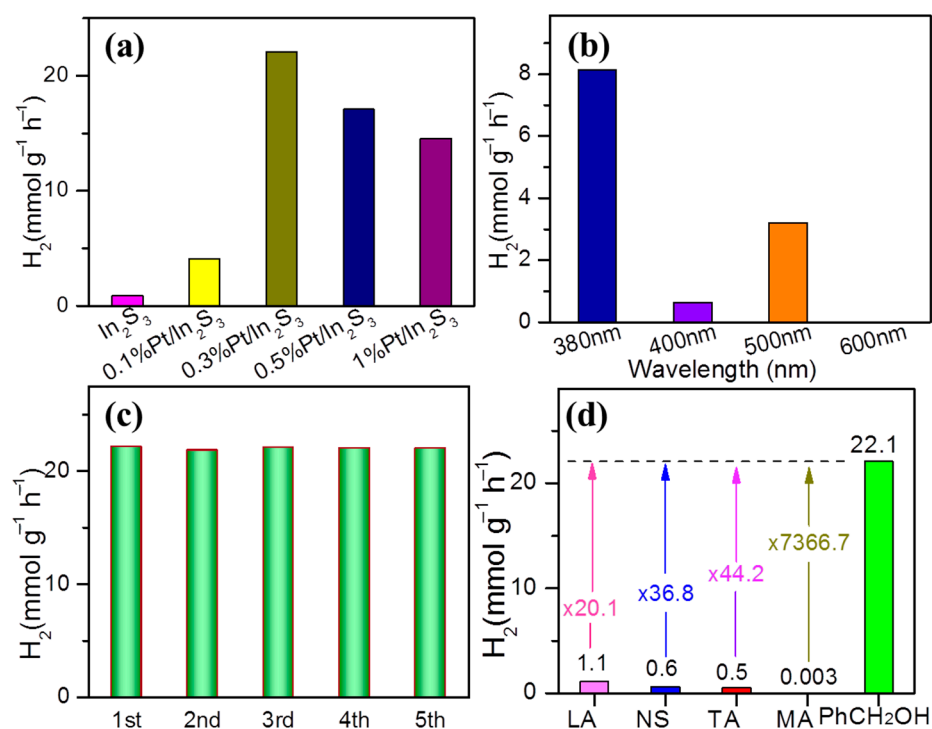 (a)
H₂(mmol g⁻¹ h⁻¹)
20
10
0
In₂S₃
0.1%Pt/In₂S₃
0.3%Pt/In₂S₃
0.5%Pt/In₂S₃
1%Pt/In₂S₃
(b)
H₂(mmol g⁻¹ h⁻¹)
8
6
4
2
0
380nm
400nm
500nm
600nm
Wavelength (nm)
(c)
H₂(mmol g⁻¹ h⁻¹)
20
10
0
1st
2nd
3rd
4th
5th
(d)
H₂(mmol g⁻¹ h⁻¹)
20
10
0
22.1
x7366.7
x44.2
x36.8
x20.1
1.1
0.6
0.5
0.003
LA
NS
TA
MA
PhCH₂OH